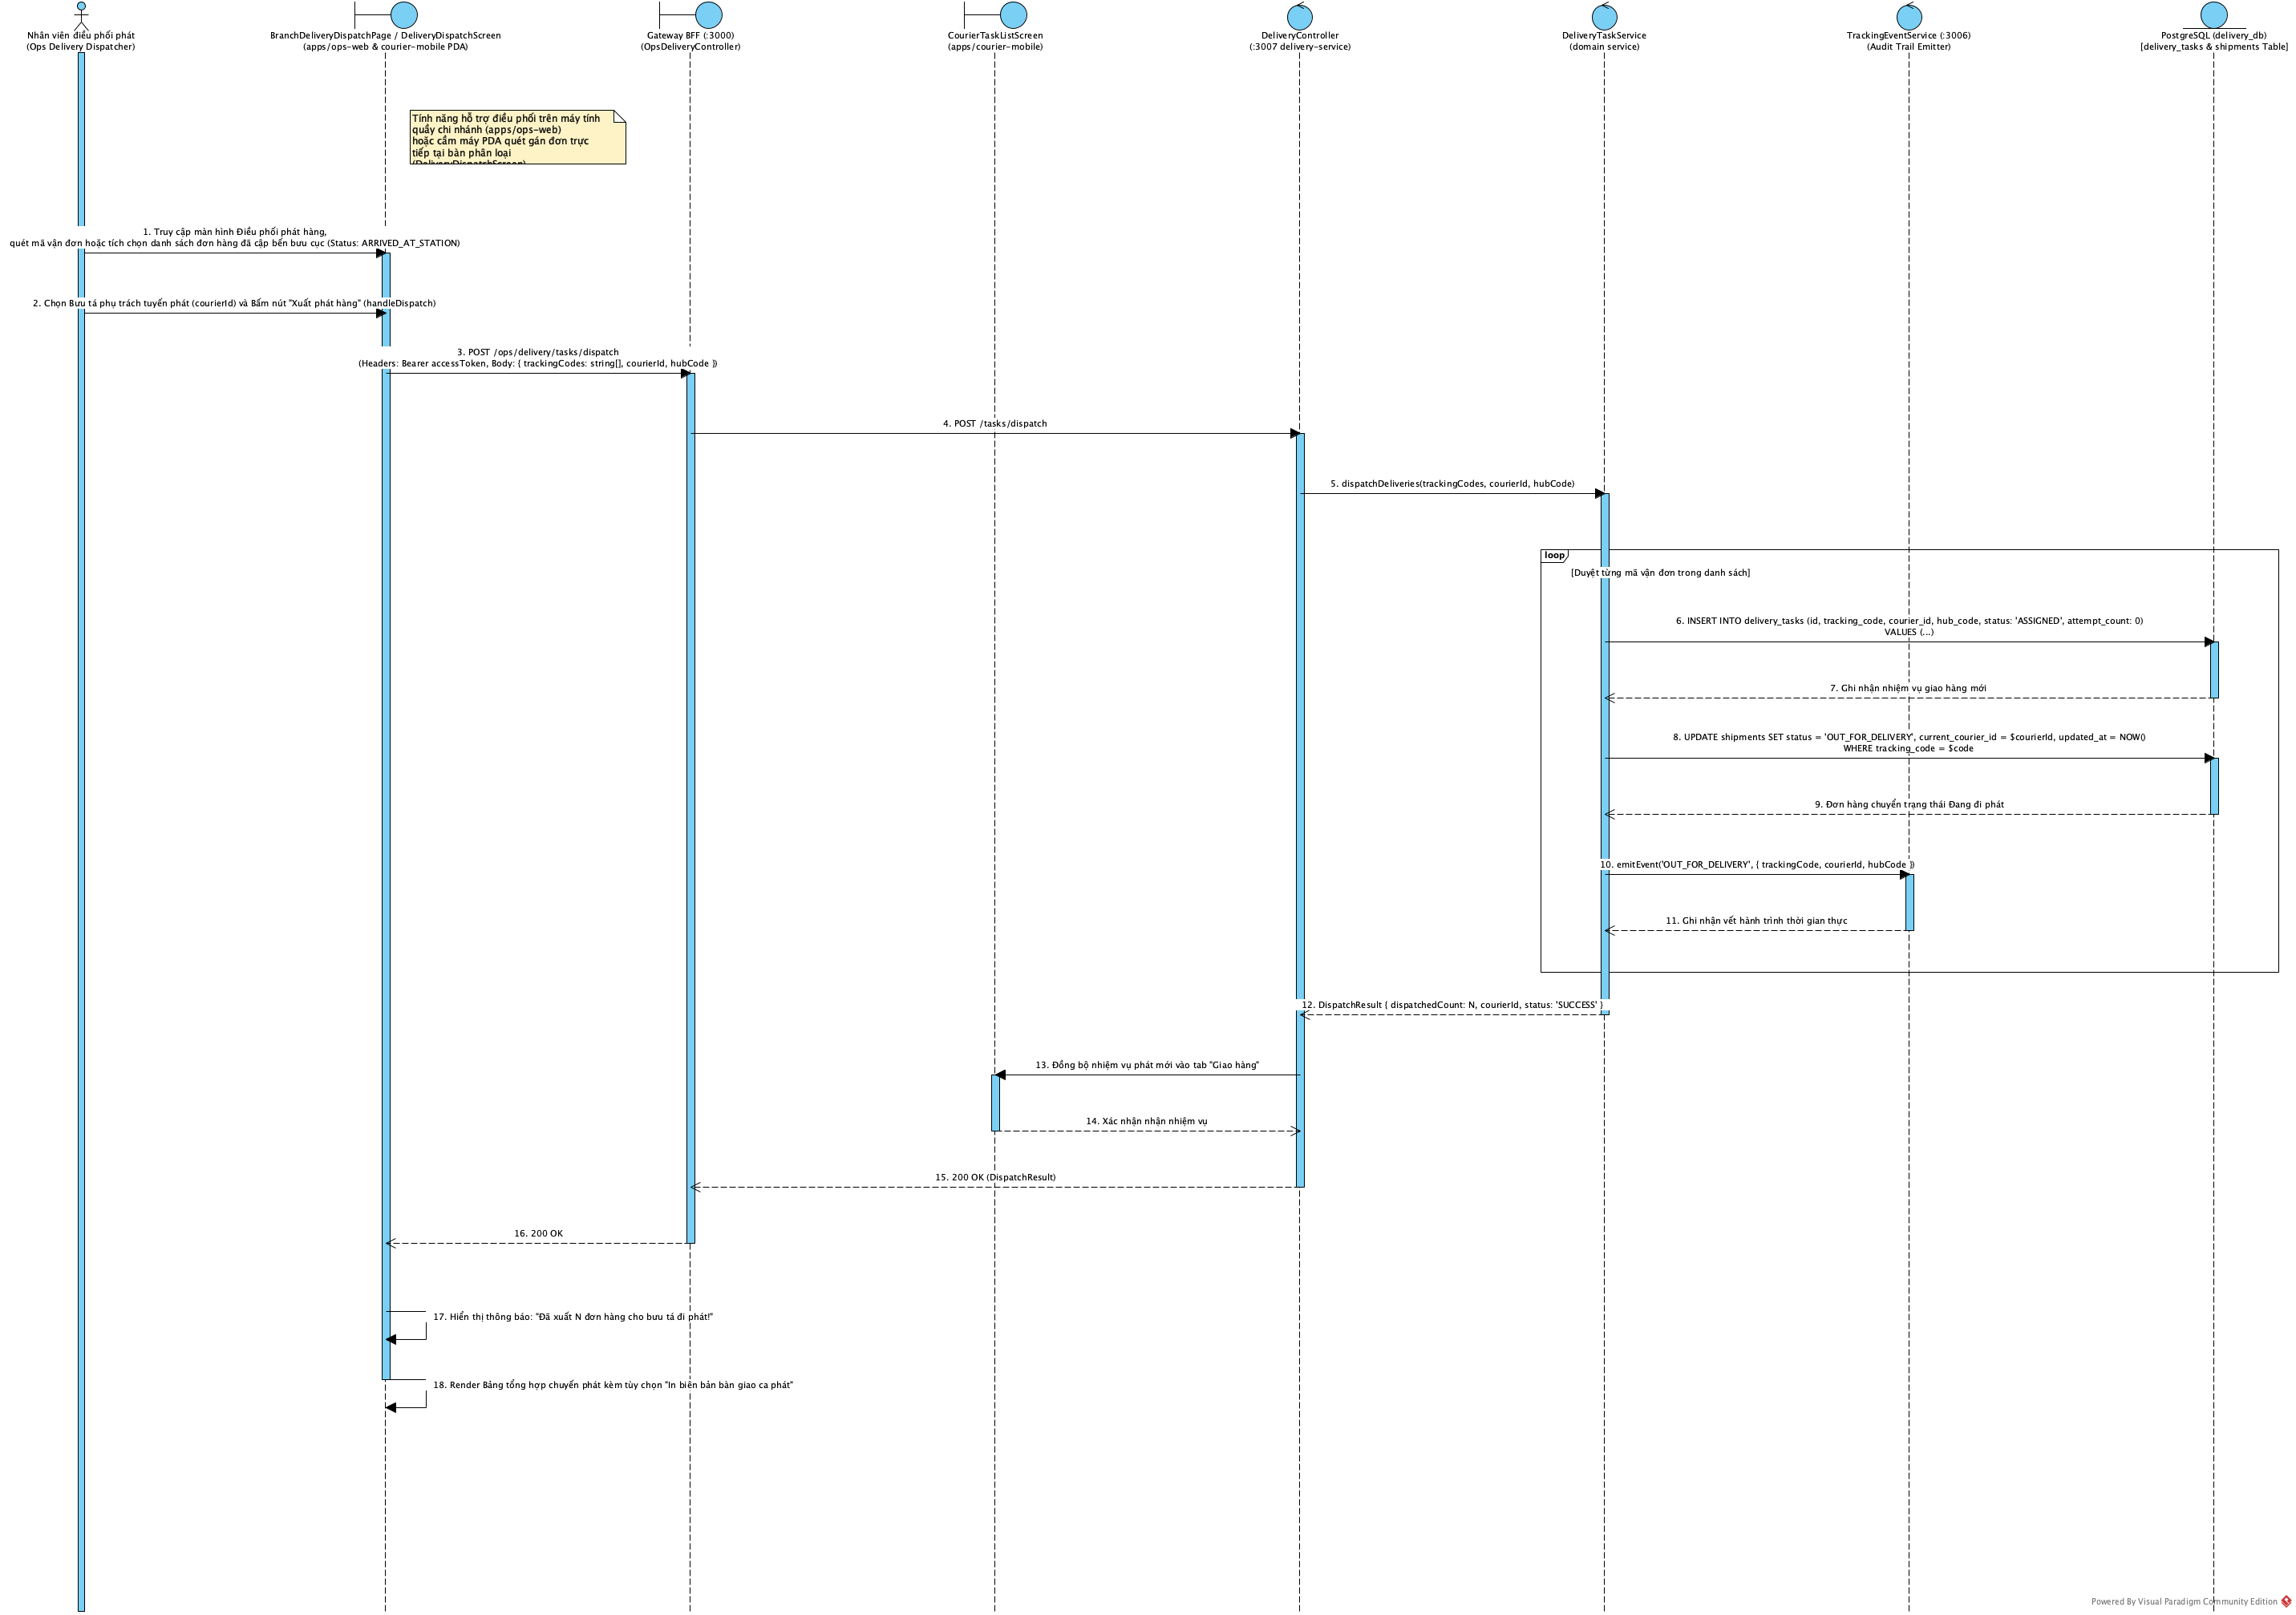 Nhân viên điều phối phát
(Ops Delivery Dispatcher)
BranchDeliveryDispatchPage / DeliveryDispatchScreen
(apps/ops-web & courier-mobile PDA)
Gateway BFF (:3000)
(OpsDeliveryController)
CourierTaskListScreen
(apps/courier-mobile)
DeliveryController
(:3007 delivery-service)
DeliveryTaskService
(domain service)
TrackingEventService (:3006)
(Audit Trail Emitter)
PostgreSQL (delivery_db)
[delivery_tasks & shipments Table]
Tính năng hỗ trợ điều phối trên máy tính
quầy chi nhánh (apps/ops-web)
hoặc cầm máy PDA quét gán đơn trực
tiếp tại bàn phân loại
(DeliveryDispatchScreen)
1. Truy cập màn hình Điều phối phát hàng,
quét mã vận đơn hoặc tích chọn danh sách đơn hàng đã cập bến bưu cục (Status: ARRIVED_AT_STATION)
2. Chọn Bưu tá phụ trách tuyến phát (courierId) và Bấm nút "Xuất phát hàng" (handleDispatch)
3. POST /ops/delivery/tasks/dispatch
(Headers: Bearer accessToken, Body: { trackingCodes: string[], courierId, hubCode })
4. POST /tasks/dispatch
5. dispatchDeliveries(trackingCodes, courierId, hubCode)
loop
[Duyệt từng mã vận đơn trong danh sách]
6. INSERT INTO delivery_tasks (id, tracking_code, courier_id, hub_code, status: 'ASSIGNED', attempt_count: 0)
VALUES (...)
7. Ghi nhận nhiệm vụ giao hàng mới
8. UPDATE shipments SET status = 'OUT_FOR_DELIVERY', current_courier_id = $courierId, updated_at = NOW()
WHERE tracking_code = $code
9. Đơn hàng chuyển trạng thái Đang đi phát
10. emitEvent('OUT_FOR_DELIVERY', { trackingCode, courierId, hubCode })
11. Ghi nhận vết hành trình thời gian thực
12. DispatchResult { dispatchedCount: N, courierId, status: 'SUCCESS' }
13. Đồng bộ nhiệm vụ phát mới vào tab "Giao hàng"
14. Xác nhận nhận nhiệm vụ
15. 200 OK (DispatchResult)
16. 200 OK
17. Hiển thị thông báo: "Đã xuất N đơn hàng cho bưu tá đi phát!"
18. Render Bảng tổng hợp chuyến phát kèm tùy chọn "In biên bản bàn giao ca phát"
Powered By Visual Paradigm Community Edition